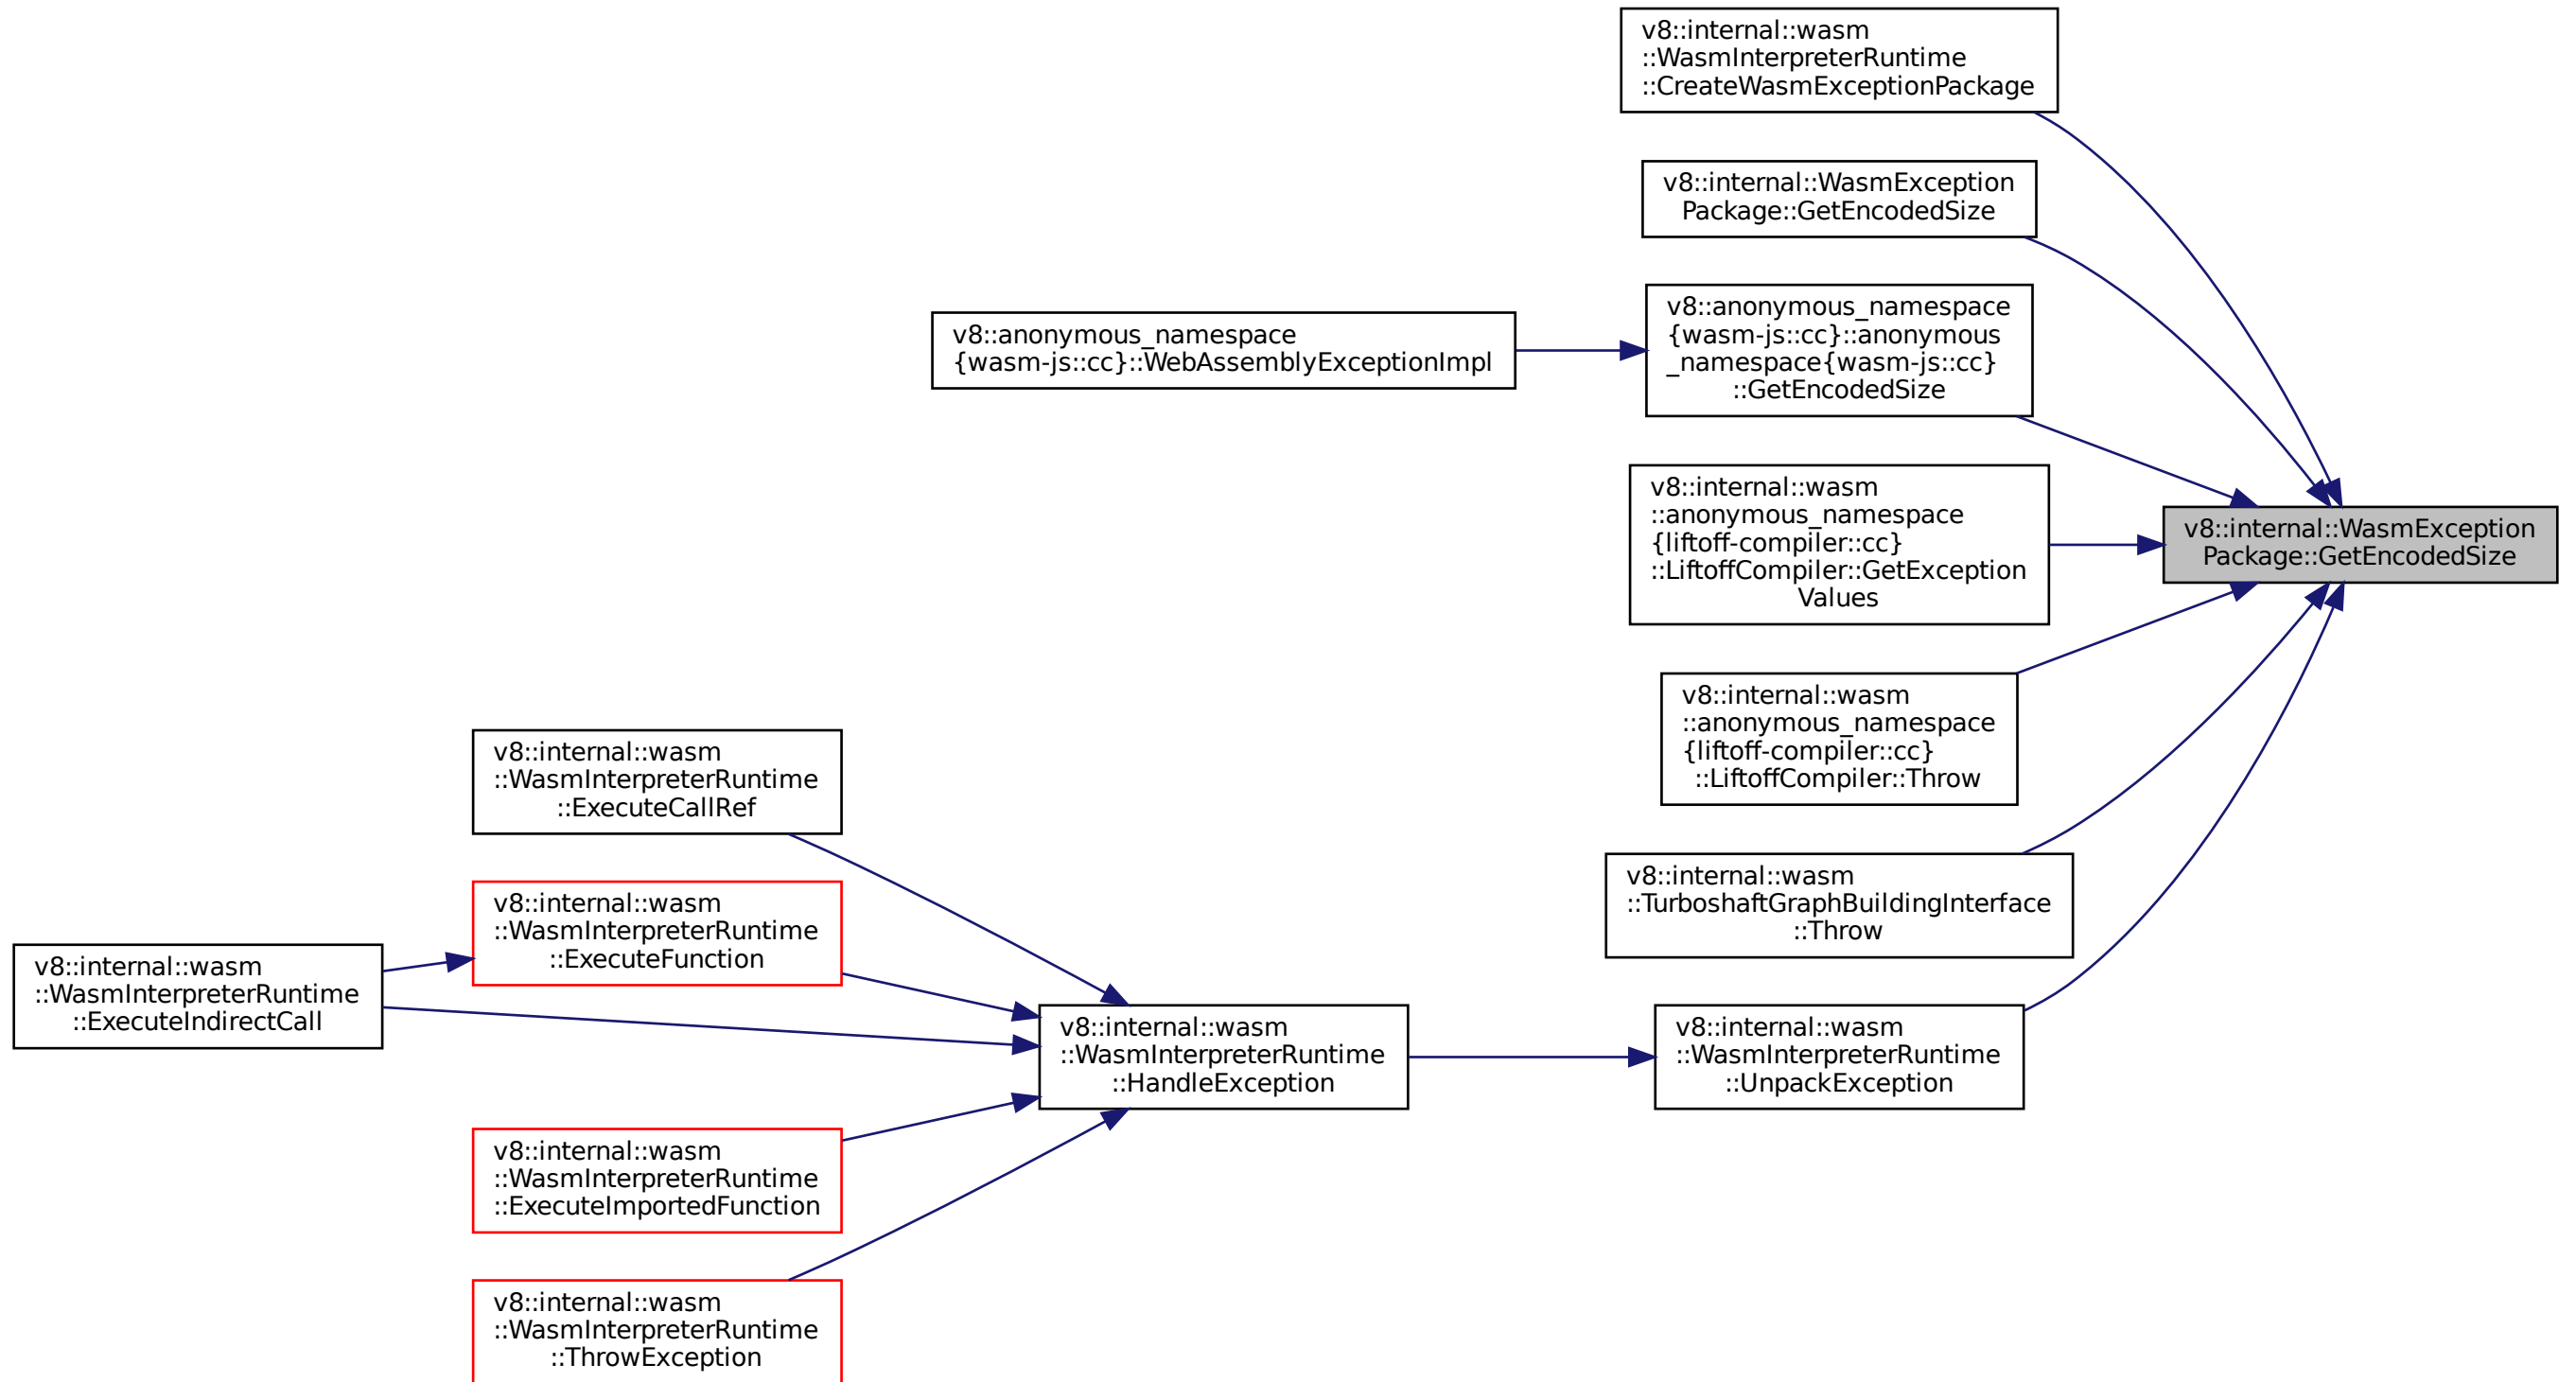 v8::internal::wasm
::WasmInterpreterRuntime
::CreateWasmExceptionPackage
v8::internal::WasmException
Package::GetEncodedSize
v8::anonymous_namespace
{wasm-js::cc}::anonymous
_namespace{wasm-js::cc}
::GetEncodedSize
v8::anonymous_namespace
{wasm-js::cc}::WebAssemblyExceptionImpl
v8::internal::wasm
::anonymous_namespace
{liftoff-compiler::cc}
::LiftoffCompiler::GetException
Values
v8::internal::WasmException
Package::GetEncodedSize
v8::internal::wasm
::anonymous_namespace
{liftoff-compiler::cc}
::LiftoffCompiler::Throw
v8::internal::wasm
::WasmInterpreterRuntime
::ExecuteCallRef
v8::internal::wasm
::TurboshaftGraphBuildingInterface
::Throw
v8::internal::wasm
::WasmInterpreterRuntime
::ExecuteFunction
v8::internal::wasm
::WasmInterpreterRuntime
::ExecuteIndirectCall
v8::internal::wasm
::WasmInterpreterRuntime
::HandleException
v8::internal::wasm
::WasmInterpreterRuntime
::UnpackException
v8::internal::wasm
::WasmInterpreterRuntime
::ExecuteImportedFunction
v8::internal::wasm
::WasmInterpreterRuntime
::ThrowException